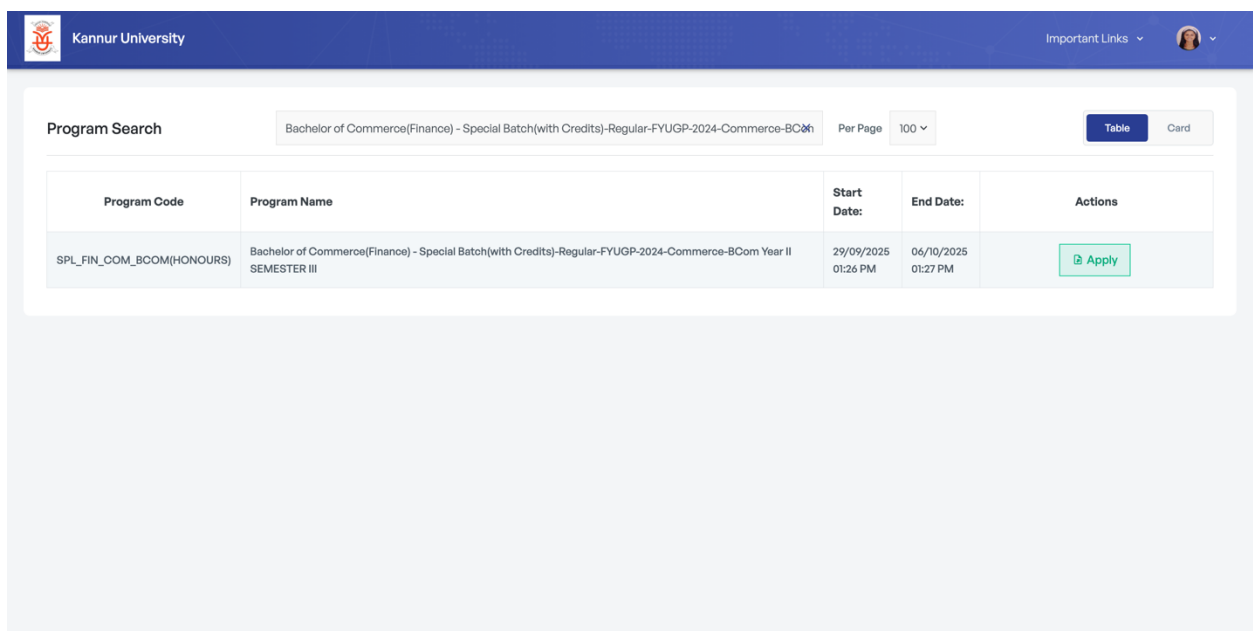 Kannur University
Important Links
Program Search
Bachelor of Commerce(Finance) - Special Batch(with Credits)-Regular-FYUGP-2024-Commerce-BCom
Per Page
100
Table
Card
Program Code
Program Name
Start
Date:
End Date:
Actions
SPL_FIN_COM_BCOM(HONOURS)
Bachelor of Commerce(Finance) - Special Batch(with Credits)-Regular-FYUGP-2024-Commerce-BCom Year II
SEMESTER III
29/09/2025
01:26 PM
06/10/2025
01:27 PM
Apply